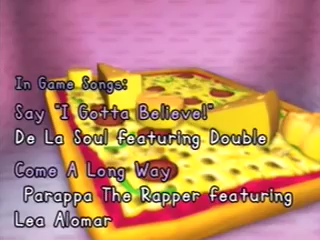 In Game Songs:
Say "I Gotta Believe!"
De La Soul featuring Double
Come A Long Way
Parappa The Rapper featuring
Lea Alomar